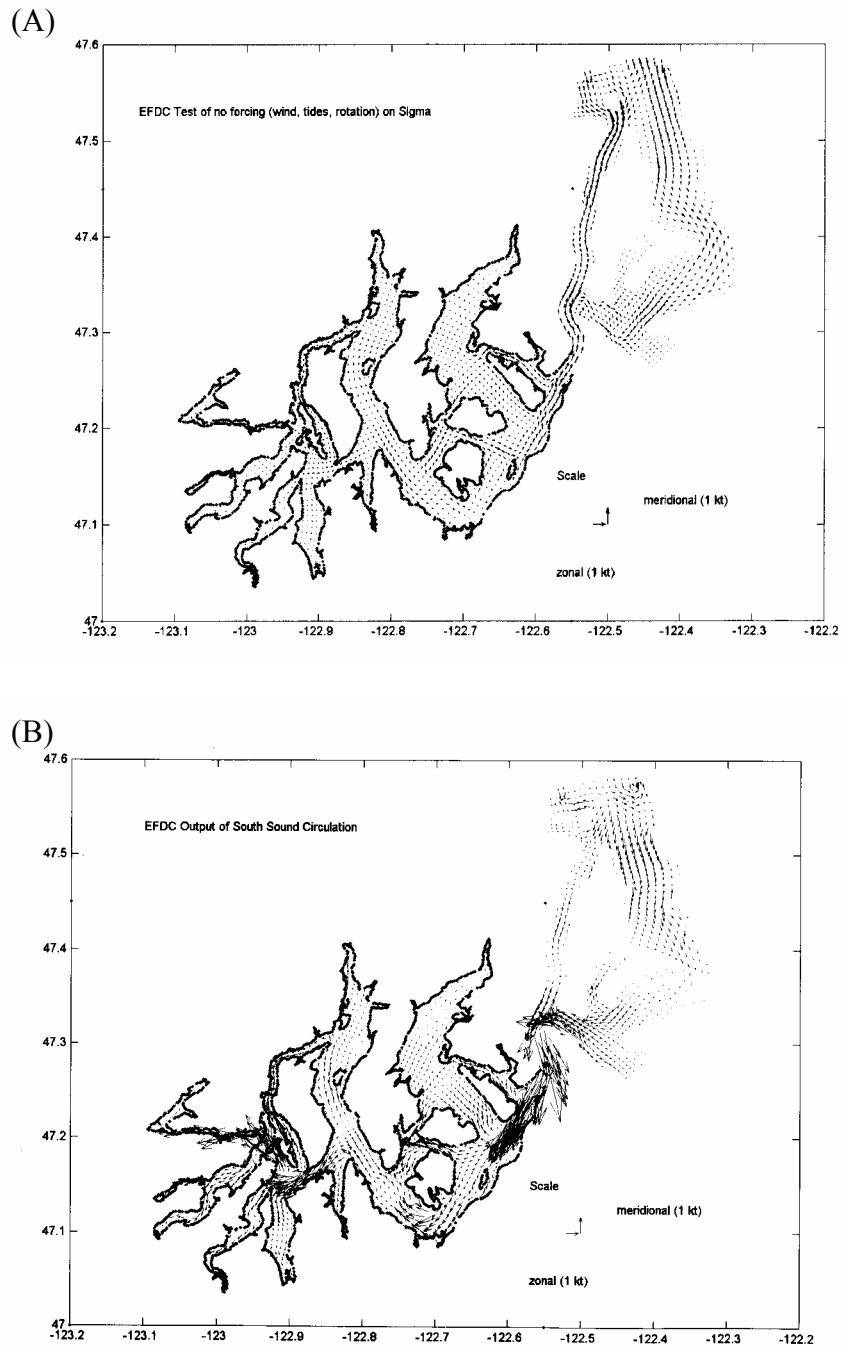 (A)
47.6
EFDC Test of no forcing (wind, tides, rotation) on Sigma
47.5
47.4
47.3
47.2
Scale
meridional (1 kt)
47.1
zonal (1 kt)
47
-123.2 -123.1 -123 -122.9 -122.8 -122.7 -122.6 -122.5 -122.4 -122.3 -122.2
(B)
47.6
EFDC Output of South Sound Circulation
47.5
47.4
47.3
47.2
Scale
meridional (1 kt)
47.1
zonal (1 kt)
47
-123.2 -123.1 -123 -122.9 -122.8 -122.7 -122.6 -122.5 -122.4 -122.3 -122.2